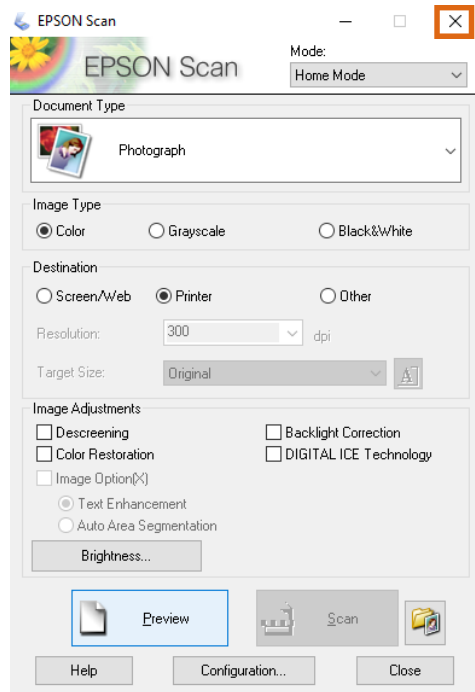 EPSON Scan
EPSON Scan
Mode:
Home Mode
Document Type
Photograph
Image Type
Color Grayscale Black&White
Destination
Screen/Web Printer Other
Resolution: 300 dpi
Target Size: Original A
Image Adjustments
Descreening Backlight Correction
Color Restoration DIGITAL ICE Technology
Image Option(X)
Text Enhancement
Auto Area Segmentation
Brightness...
Preview Scan
Help Configuration... Close